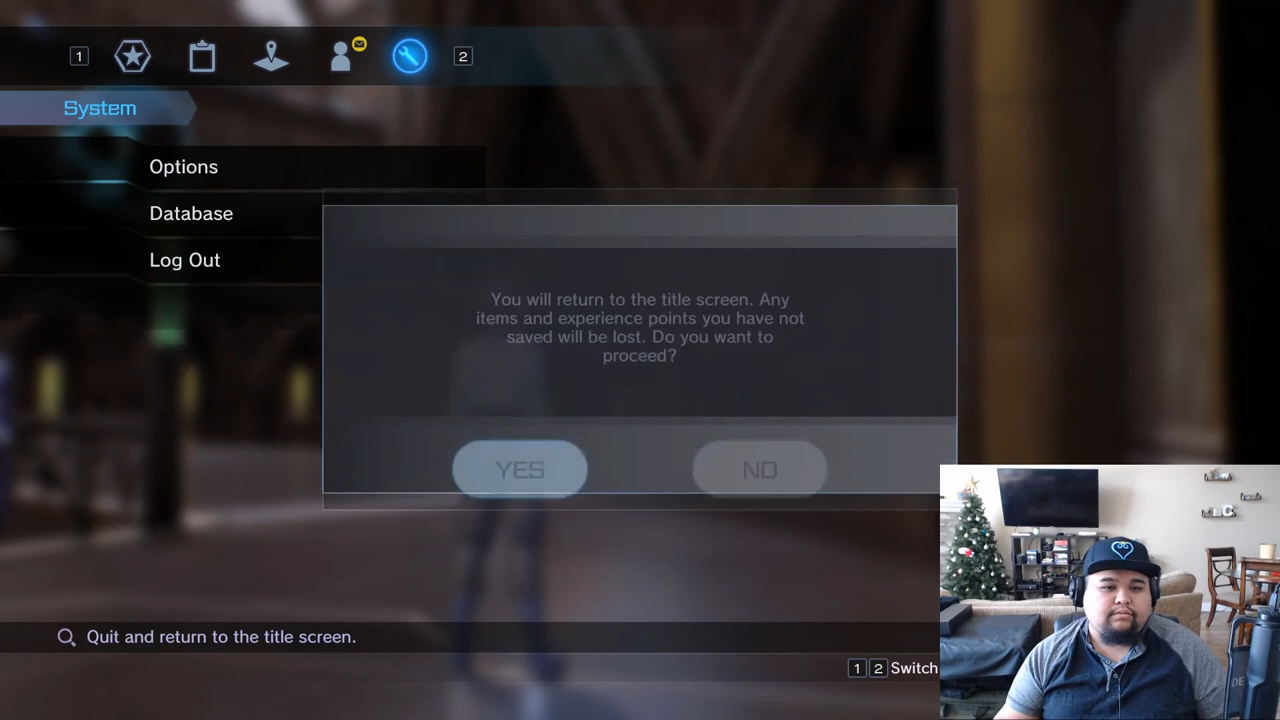 1
2
System
Options
Database
Log Out
You will return to the title screen. Any
items and experience points you have not
saved will be lost. Do you want to
proceed?
YES NO
Quit and return to the title screen.
1 2 Switch